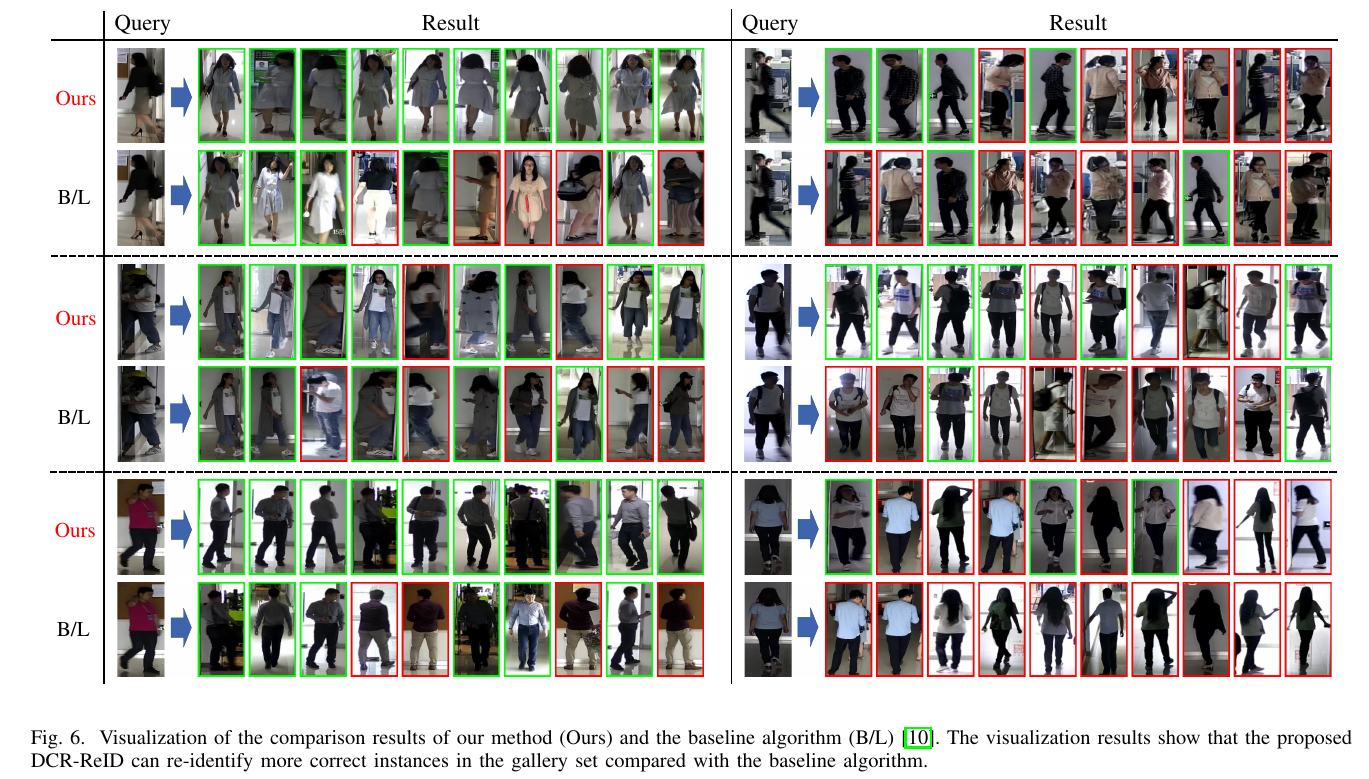 Query Result Query Result
Ours
B/L
Ours
B/L
Ours
B/L
Fig. 6. Visualization of the comparison results of our method (Ours) and the baseline algorithm (B/L) [10]. The visualization results show that the proposed
DCR-ReID can re-identify more correct instances in the gallery set compared with the baseline algorithm.